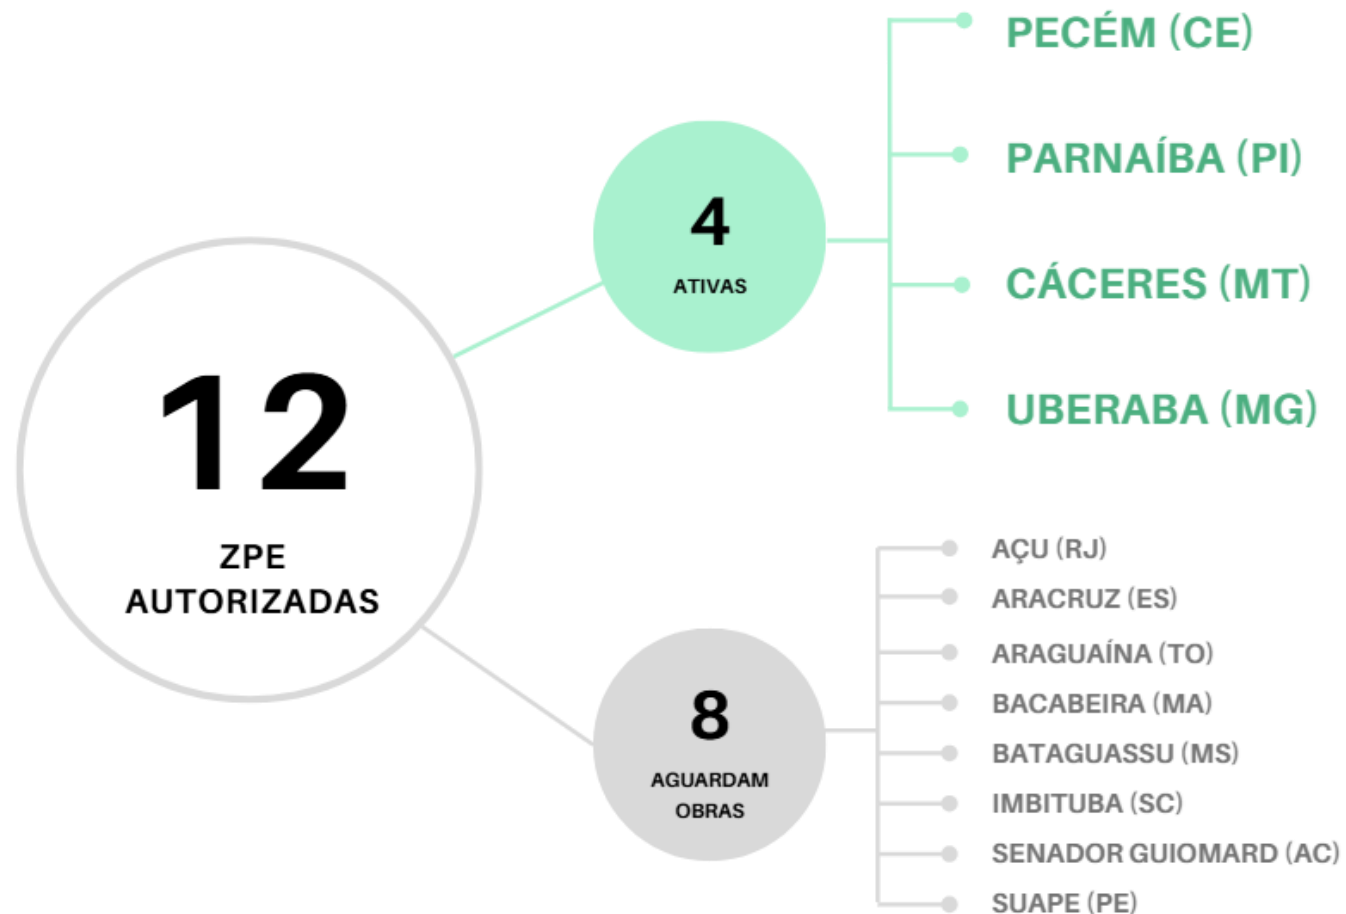 12
ZPE
AUTORIZADAS
4
ATIVAS
PECÉM (CE)
PARNAÍBA (PI)
CÁCERES (MT)
UBERABA (MG)
8
AGUARDAM
OBRAS
AÇU (RJ)
ARACRUZ (ES)
ARAGUAÍNA (TO)
BACABEIRA (MA)
BATAGUASSU (MS)
IMBITUBA (SC)
SENADOR GUIOMARD (AC)
SUAPE (PE)